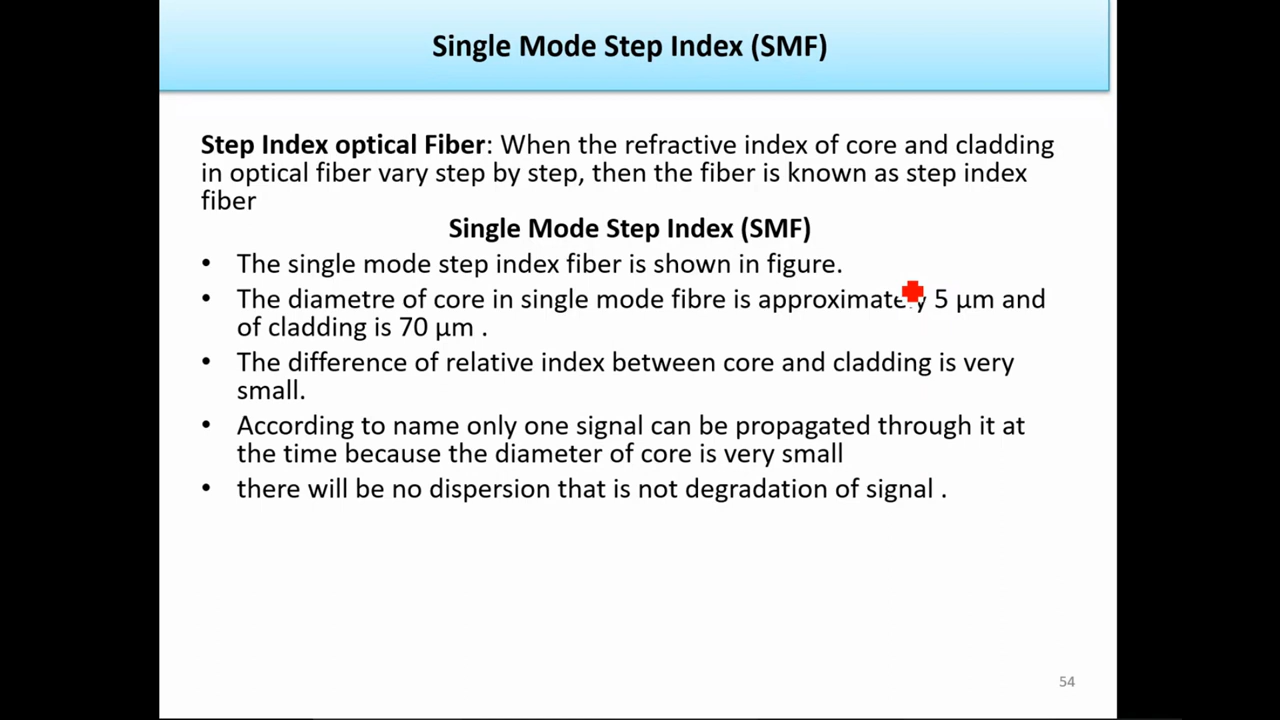 Single Mode Step Index (SMF)
Step Index optical Fiber: When the refractive index of core and cladding
in optical fiber vary step by step, then the fiber is known as step index
fiber
Single Mode Step Index (SMF)
• The single mode step index fiber is shown in figure.
• The diametre of core in single mode fibre is approximately 5 μm and
of cladding is 70 μm .
• The difference of relative index between core and cladding is very
small.
• According to name only one signal can be propagated through it at
the time because the diameter of core is very small
• there will be no dispersion that is not degradation of signal .
54